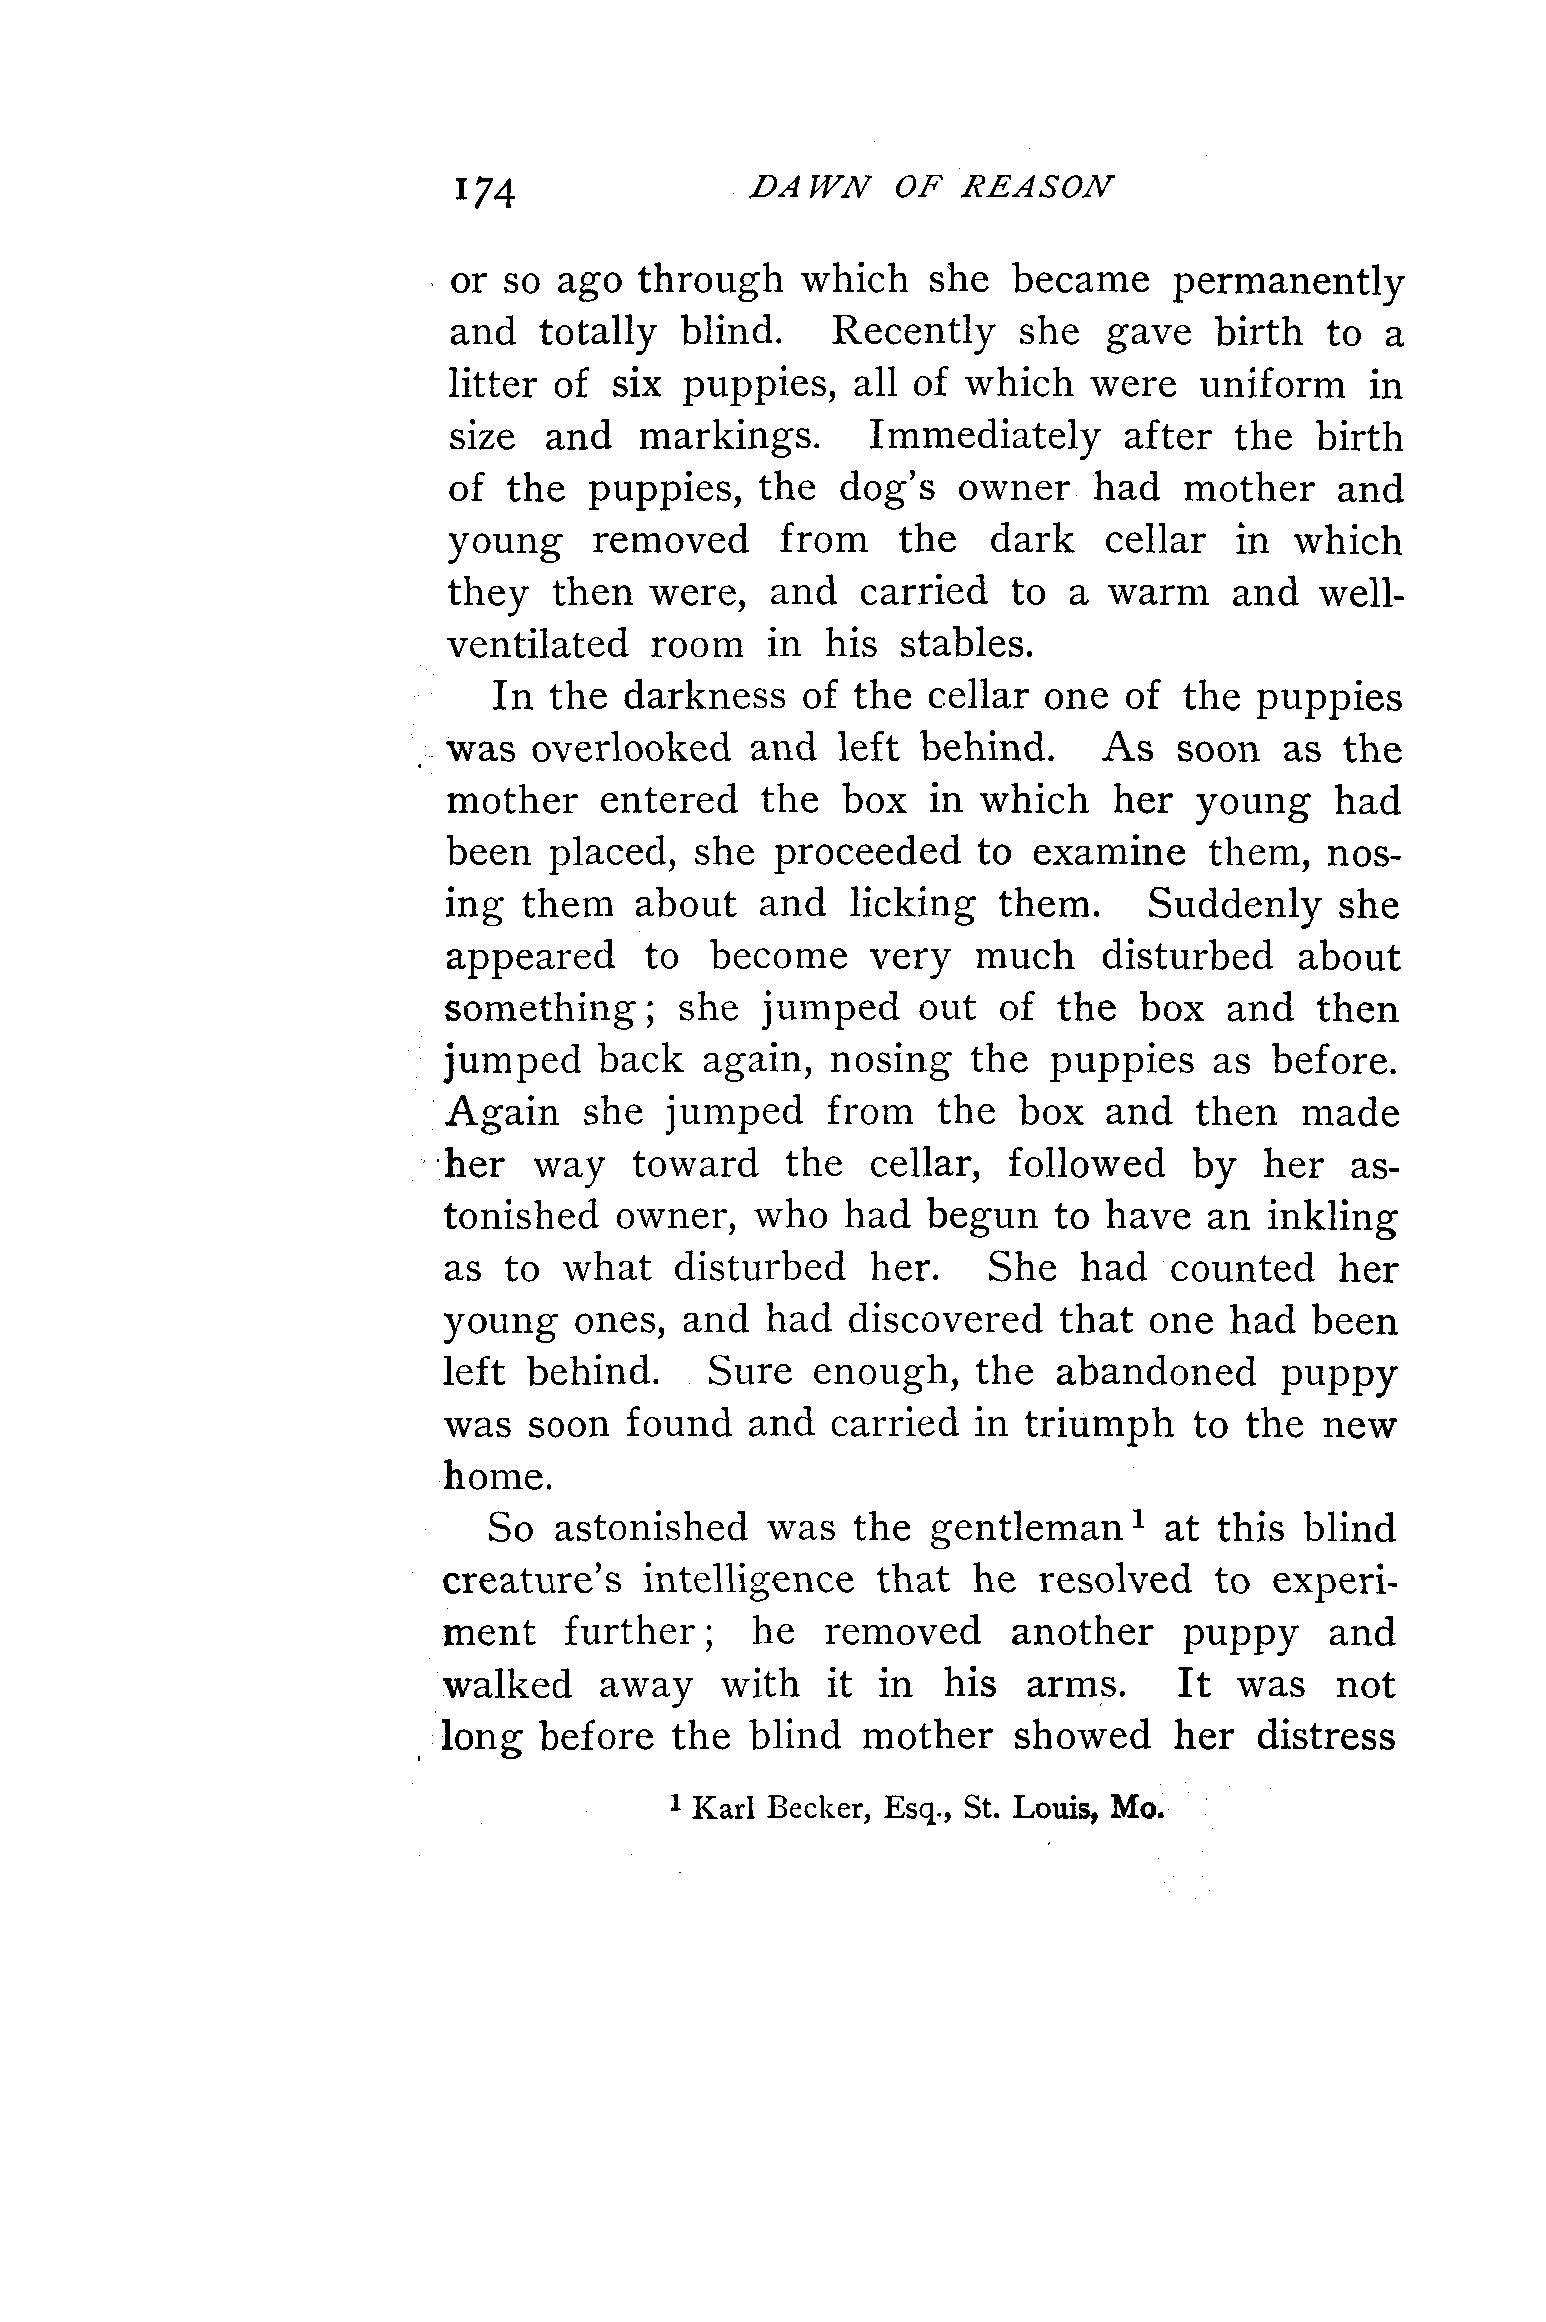 174 DAWN OF REASON
or so ago through which she became permanently
and totally blind. Recently she gave birth to a
litter of six puppies, all of which were uniform in
size and markings. Immediately after the birth
of the puppies, the dog's owner had mother and
young removed from the dark cellar in which
they then were, and carried to a warm and well-
ventilated room in his stables.
In the darkness of the cellar one of the puppies
was overlooked and left behind. As soon as the
mother entered the box in which her young had
been placed, she proceeded to examine them, nos-
ing them about and licking them. Suddenly she
appeared to become very much disturbed about
something; she jumped out of the box and then
jumped back again, nosing the puppies as before.
Again she jumped from the box and then made
her way toward the cellar, followed by her as-
tonished owner, who had begun to have an inkling
as to what disturbed her. She had counted her
young ones, and had discovered that one had been
left behind. Sure enough, the abandoned puppy
was soon found and carried in triumph to the new
home.
So astonished was the gentleman¹ at this blind
creature's intelligence that he resolved to experi-
ment further; he removed another puppy and
walked away with it in his arms. It was not
long before the blind mother showed her distress
¹ Karl Becker, Esq., St. Louis, Mo.